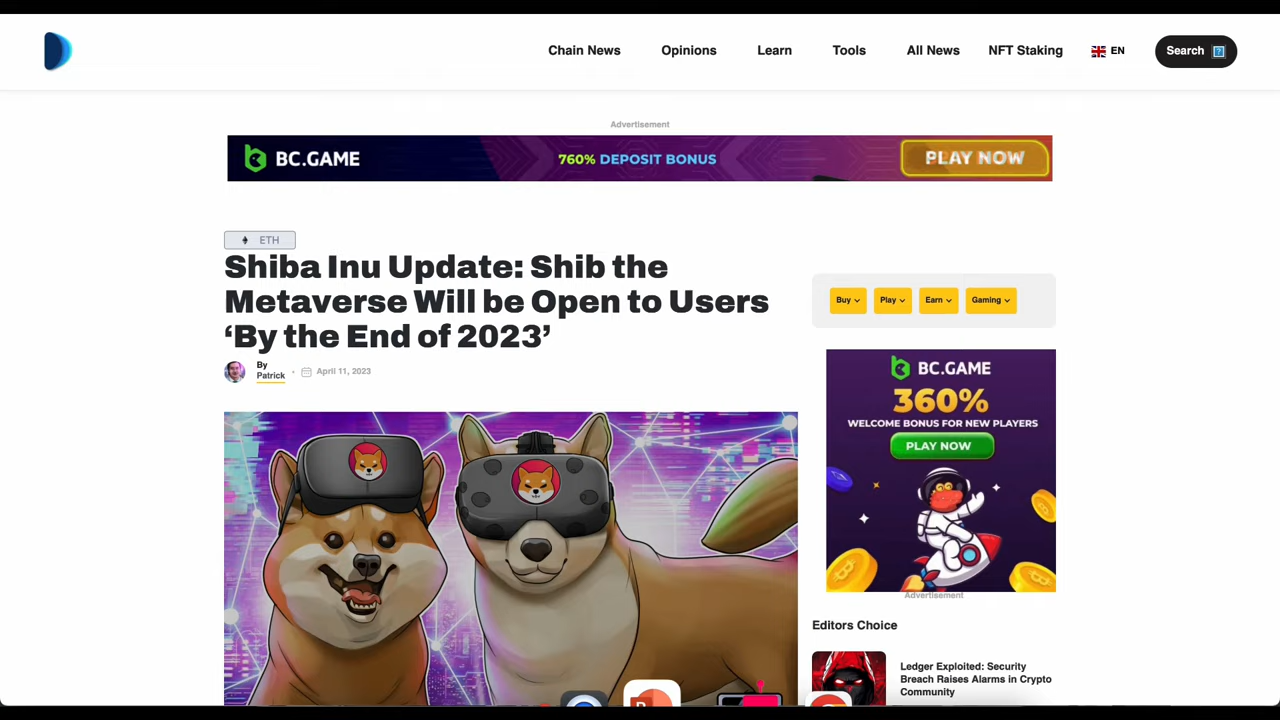 Chain News
Opinions
Learn
Tools
All News
NFT Staking
EN
Search
Advertisement
BC.GAME
760% DEPOSIT BONUS
PLAY NOW
ETH
Shiba Inu Update: Shib the
Metaverse Will be Open to Users
‘By the End of 2023’
By
Patrick
April 11, 2023
Buy
Play
Earn
Gaming
BC.GAME
360%
WELCOME BONUS FOR NEW PLAYERS
PLAY NOW
Advertisement
Editors Choice
Ledger Exploited: Security
Breach Raises Alarms in Crypto
Community